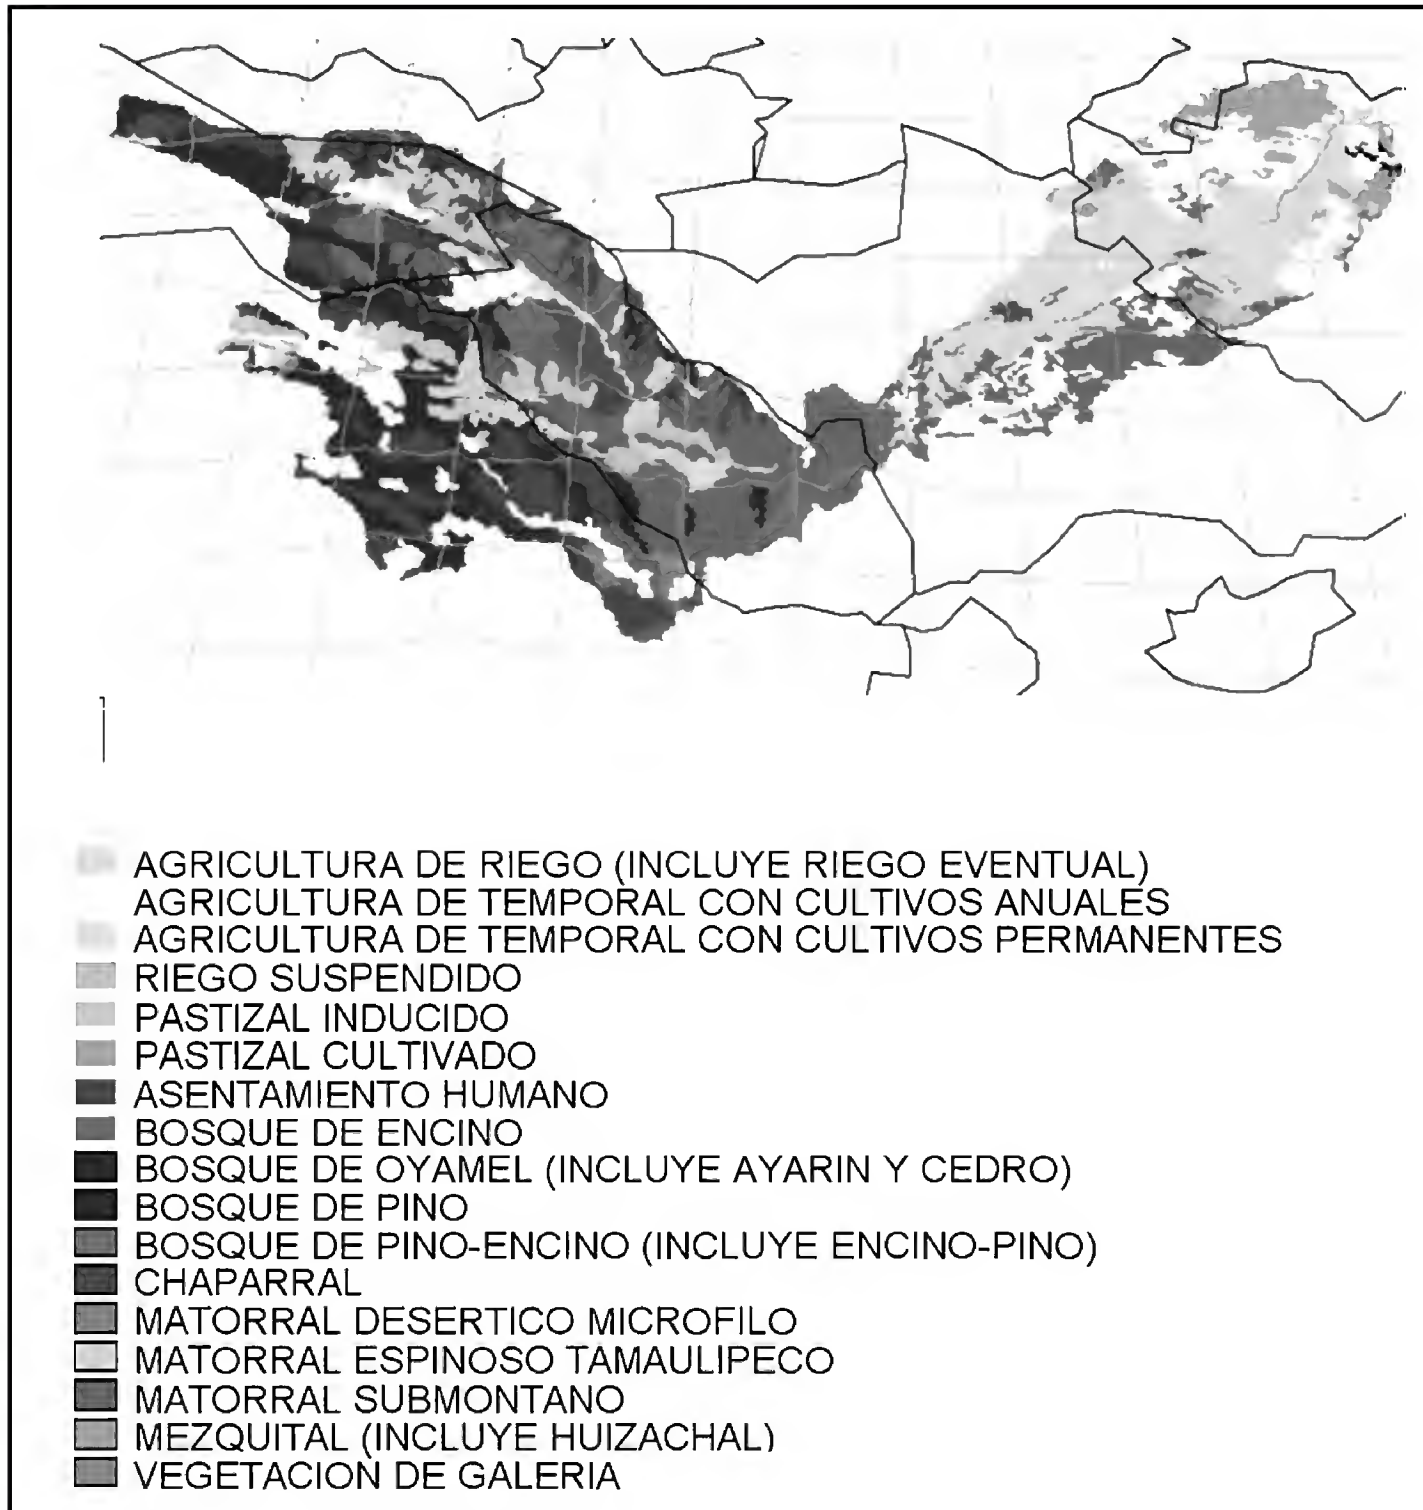 AGRICULTURA DE RIEGO (INCLUYE RIEGO EVENTUAL)
AGRICULTURA DE TEMPORAL CON CULTIVOS ANUALES
AGRICULTURA DE TEMPORAL CON CULTIVOS PERMANENTES
RIEGO SUSPENDIDO
PASTIZAL INDUCIDO
PASTIZAL CULTIVADO
ASENTAMIENTO HUMANO
BOSQUE DE ENCINO
BOSQUE DE OYAMEL (INCLUYE AYARIN Y CEDRO)
BOSQUE DE PINO
BOSQUE DE PINO-ENCINO (INCLUYE ENCINO-PINO)
CHAPARRAL
MATORRAL DESERTICO MICROFILO
MATORRAL ESPINOSO TAMAULIPECO
MATORRAL SUBMONTANO
MEZQUITAL (INCLUYE HUIZACHAL)
VEGETACION DE GALERIA